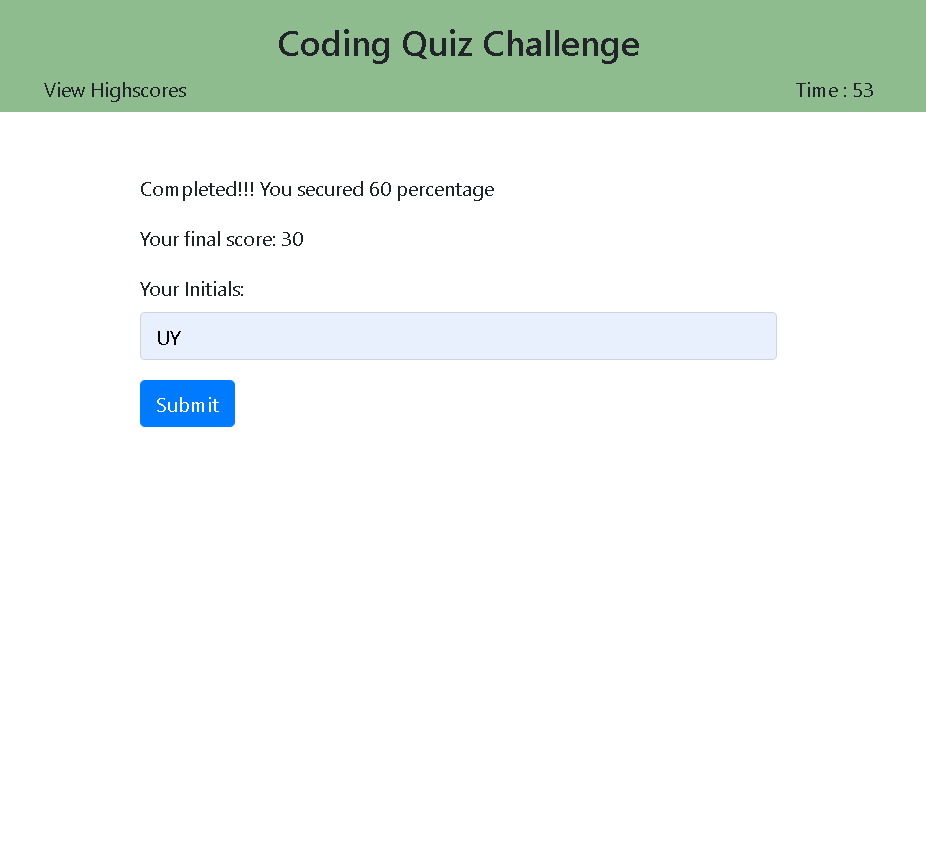 Coding Quiz Challenge
View Highscores
Time : 53
Completed!!! You secured 60 percentage
Your final score: 30
Your Initials:
UY
Submit